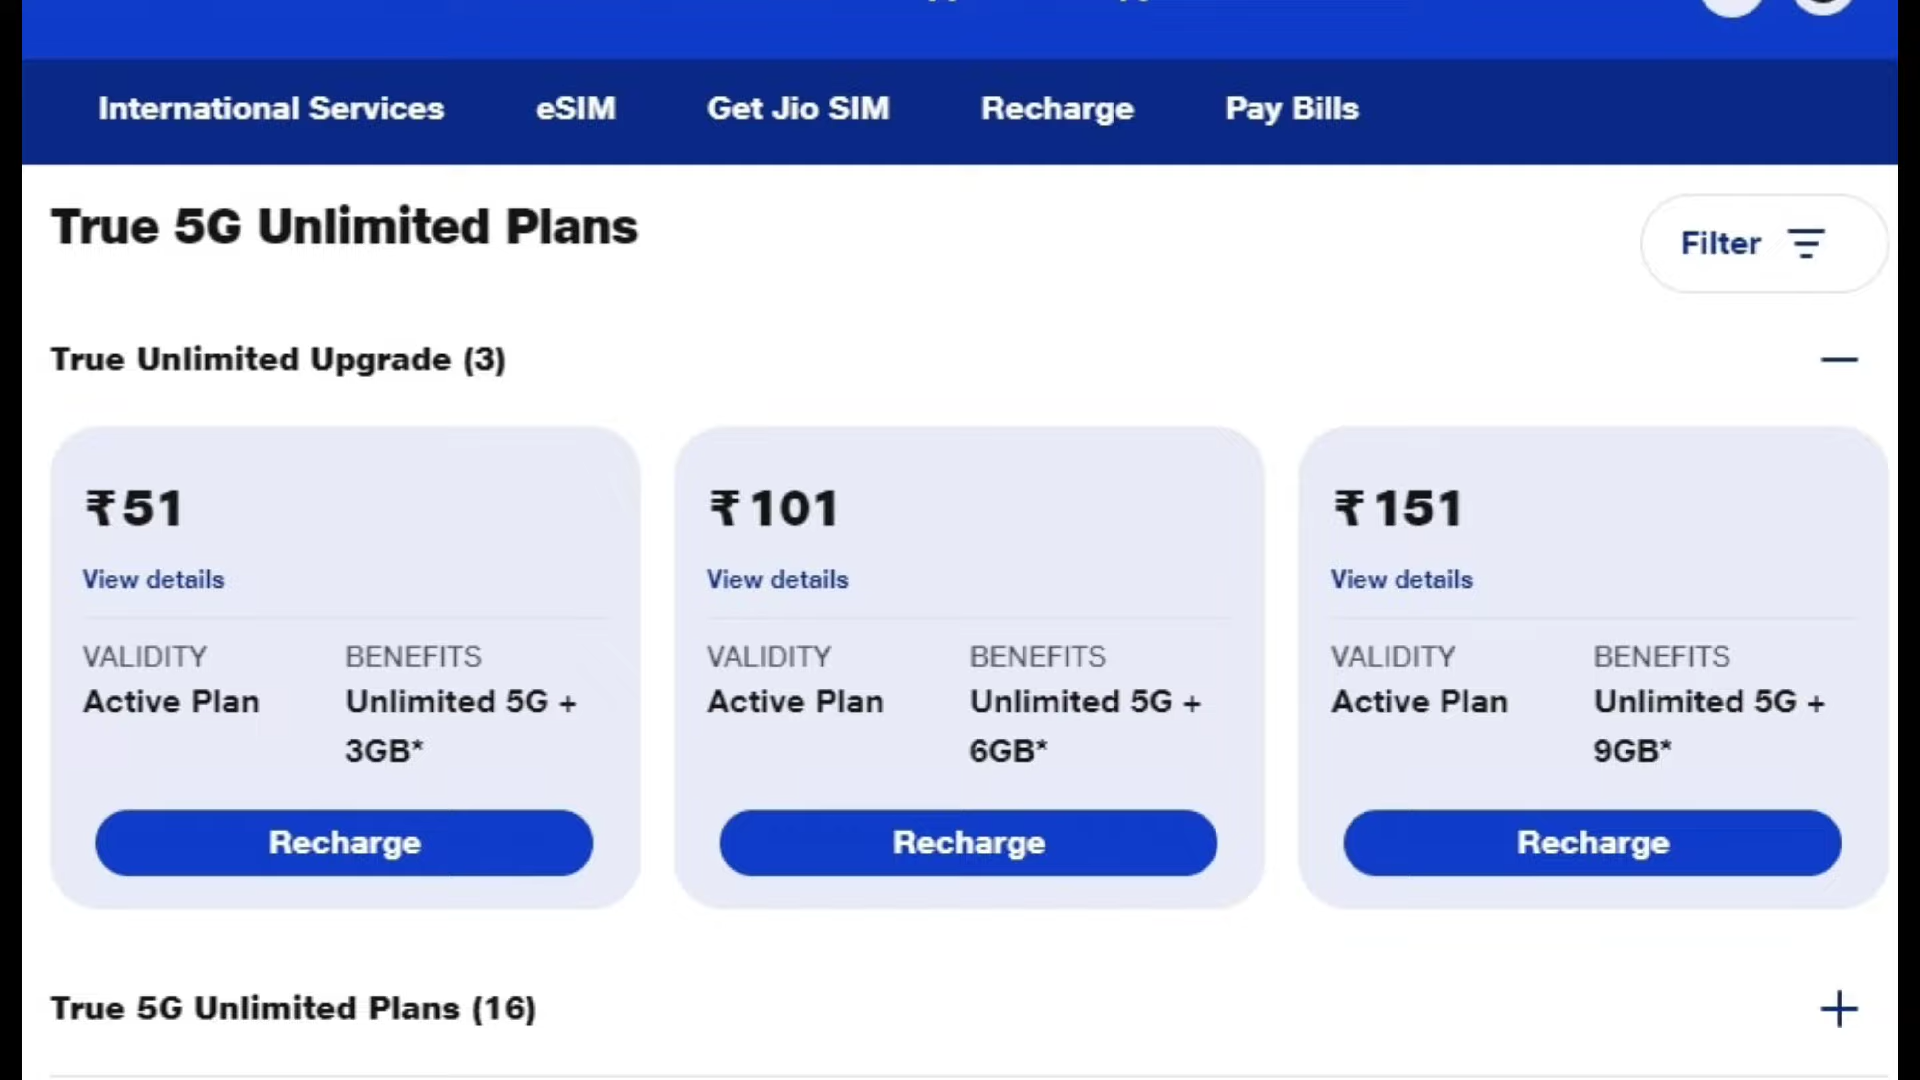 International Services eSIM Get Jio SIM Recharge Pay Bills
True 5G Unlimited Plans
Filter
True Unlimited Upgrade (3)
₹51
View details
VALIDITY BENEFITS
Active Plan Unlimited 5G +
3GB*
Recharge
₹101
View details
VALIDITY BENEFITS
Active Plan Unlimited 5G +
6GB*
Recharge
₹151
View details
VALIDITY BENEFITS
Active Plan Unlimited 5G +
9GB*
Recharge
True 5G Unlimited Plans (16)